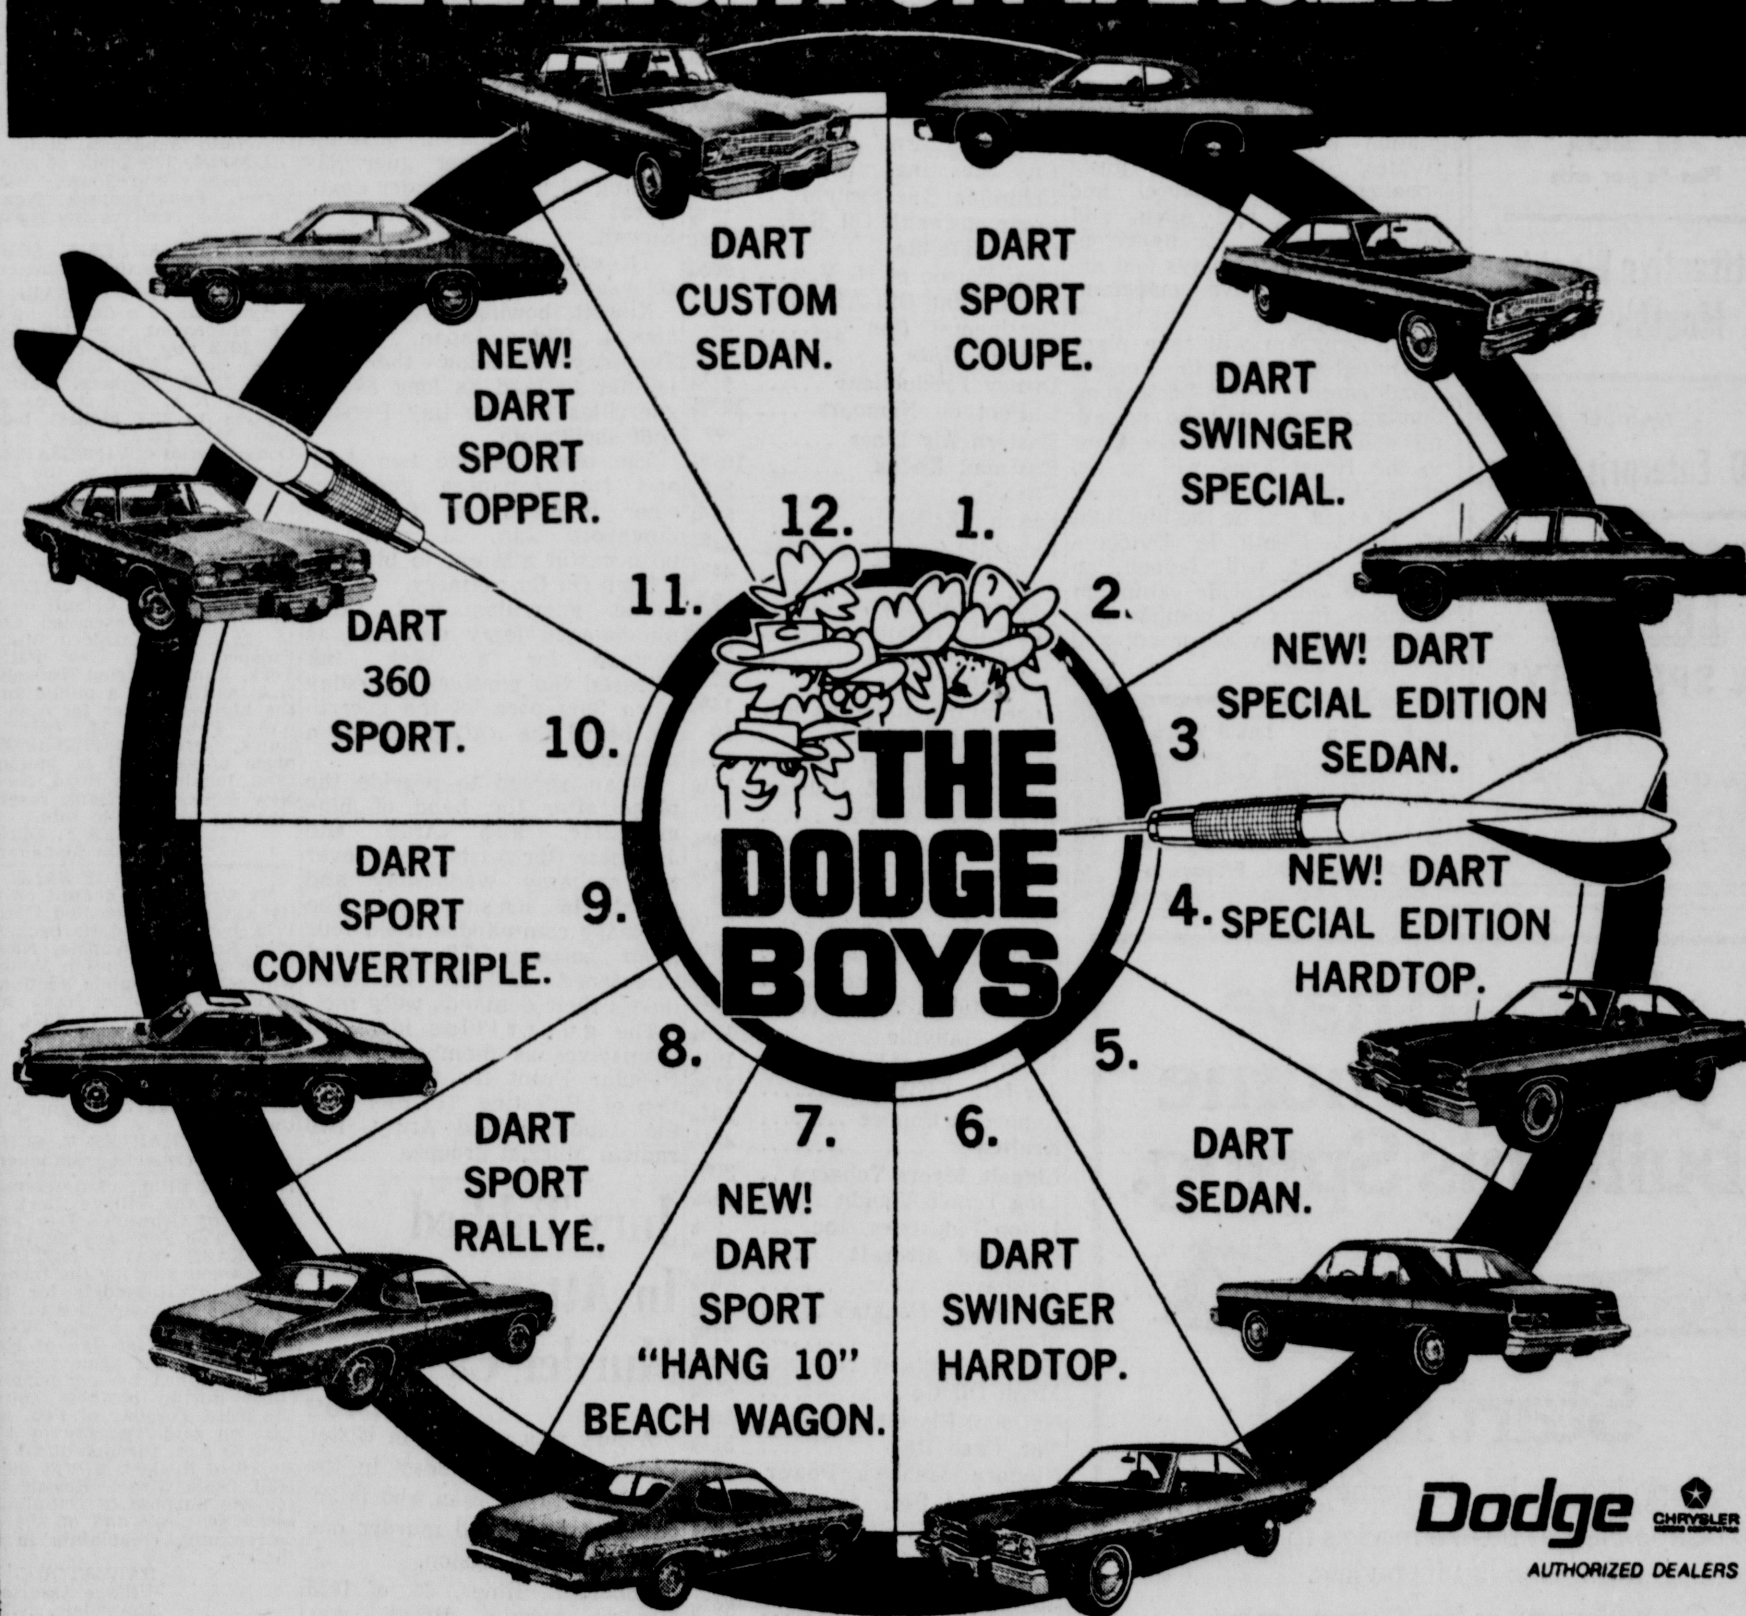 1.
DART
SPORT
COUPE.
2.
DART
SWINGER
SPECIAL.
3
NEW! DART
SPECIAL EDITION
SEDAN.
4.
NEW! DART
SPECIAL EDITION
HARDTOP.
5.
DART
SEDAN.
6.
DART
SWINGER
HARDTOP.
7.
NEW!
DART
SPORT
“HANG 10”
BEACH WAGON.
8.
DART
SPORT
RALLYE.
9.
DART
SPORT
CONVERTRIPLE.
10.
DART
360
SPORT.
11.
NEW!
DART
SPORT
TOPPER.
12.
DART
CUSTOM
SEDAN.
THE
DODGE
BOYS
Dodge
CHRYSLER
MOTORS CORPORATION
AUTHORIZED DEALERS